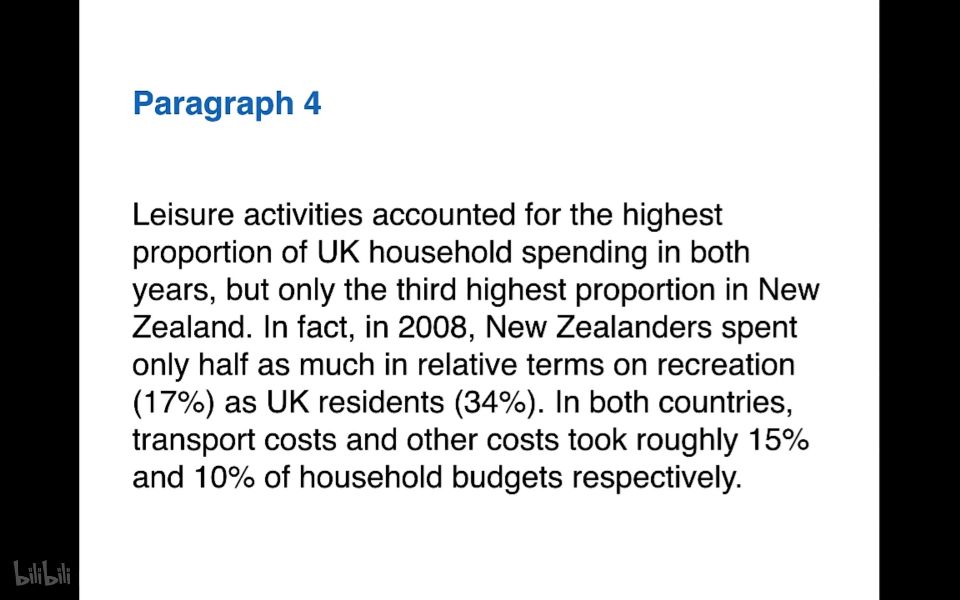 Paragraph 4
Leisure activities accounted for the highest
proportion of UK household spending in both
years, but only the third highest proportion in New
Zealand. In fact, in 2008, New Zealanders spent
only half as much in relative terms on recreation
(17%) as UK residents (34%). In both countries,
transport costs and other costs took roughly 15%
and 10% of household budgets respectively.
bilibili